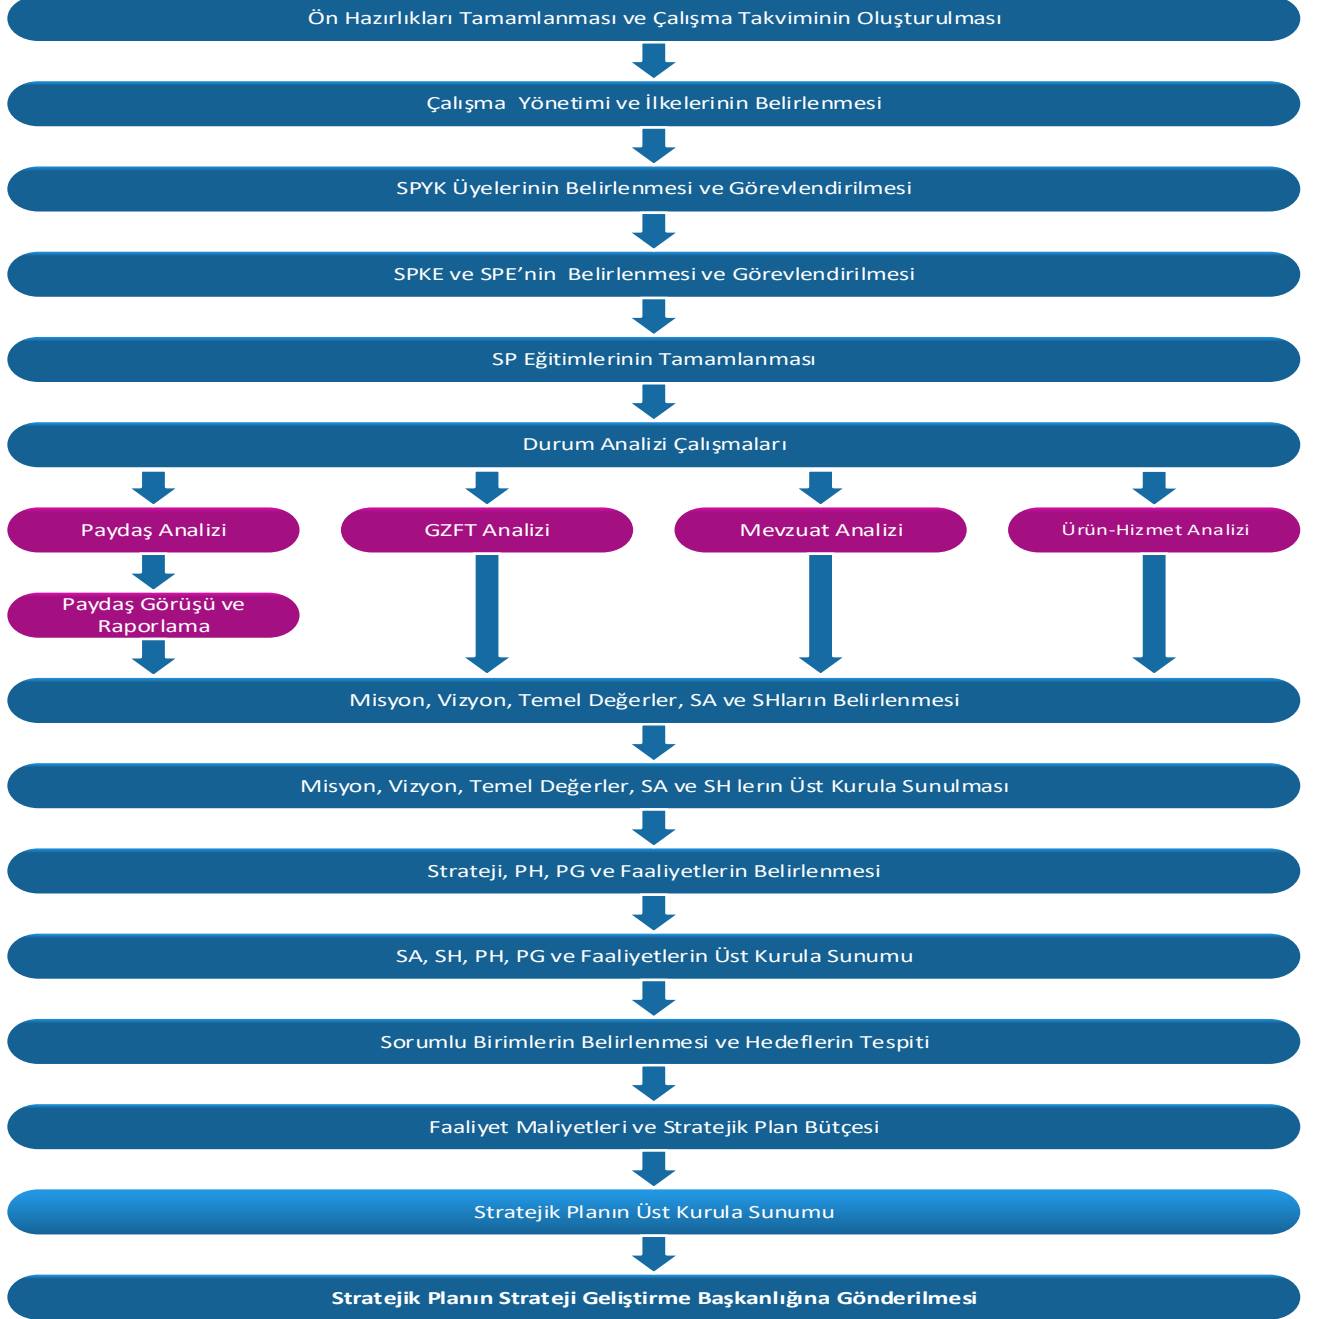 Ön Hazırlıkları Tamamlanması ve Çalışma Takviminin Oluşturulması
Çalışma Yönetimi ve İlkelerinin Belirlenmesi
SPYK Üyelerinin Belirlenmesi ve Görevlendirilmesi
SPKE ve SPE’nin Belirlenmesi ve Görevlendirilmesi
SP Eğitimlerinin Tamamlanması
Durum Analizi Çalışmaları
Paydaş Analizi
GZFT Analizi
Mevzuat Analizi
Ürün-Hizmet Analizi
Paydaş Görüşü ve
Raporlama
Misyon, Vizyon, Temel Değerler, SA ve SHların Belirlenmesi
Misyon, Vizyon, Temel Değerler, SA ve SH lerın Üst Kurula Sunulması
Strateji, PH, PG ve Faaliyetlerin Belirlenmesi
SA, SH, PH, PG ve Faaliyetlerin Üst Kurula Sunumu
Sorumlu Birimlerin Belirlenmesi ve Hedeflerin Tespiti
Faaliyet Maliyetleri ve Stratejik Plan Bütçesi
Stratejik Planın Üst Kurula Sunumu
Stratejik Planın Strateji Geliştirme Başkanlığına Gönderilmesi